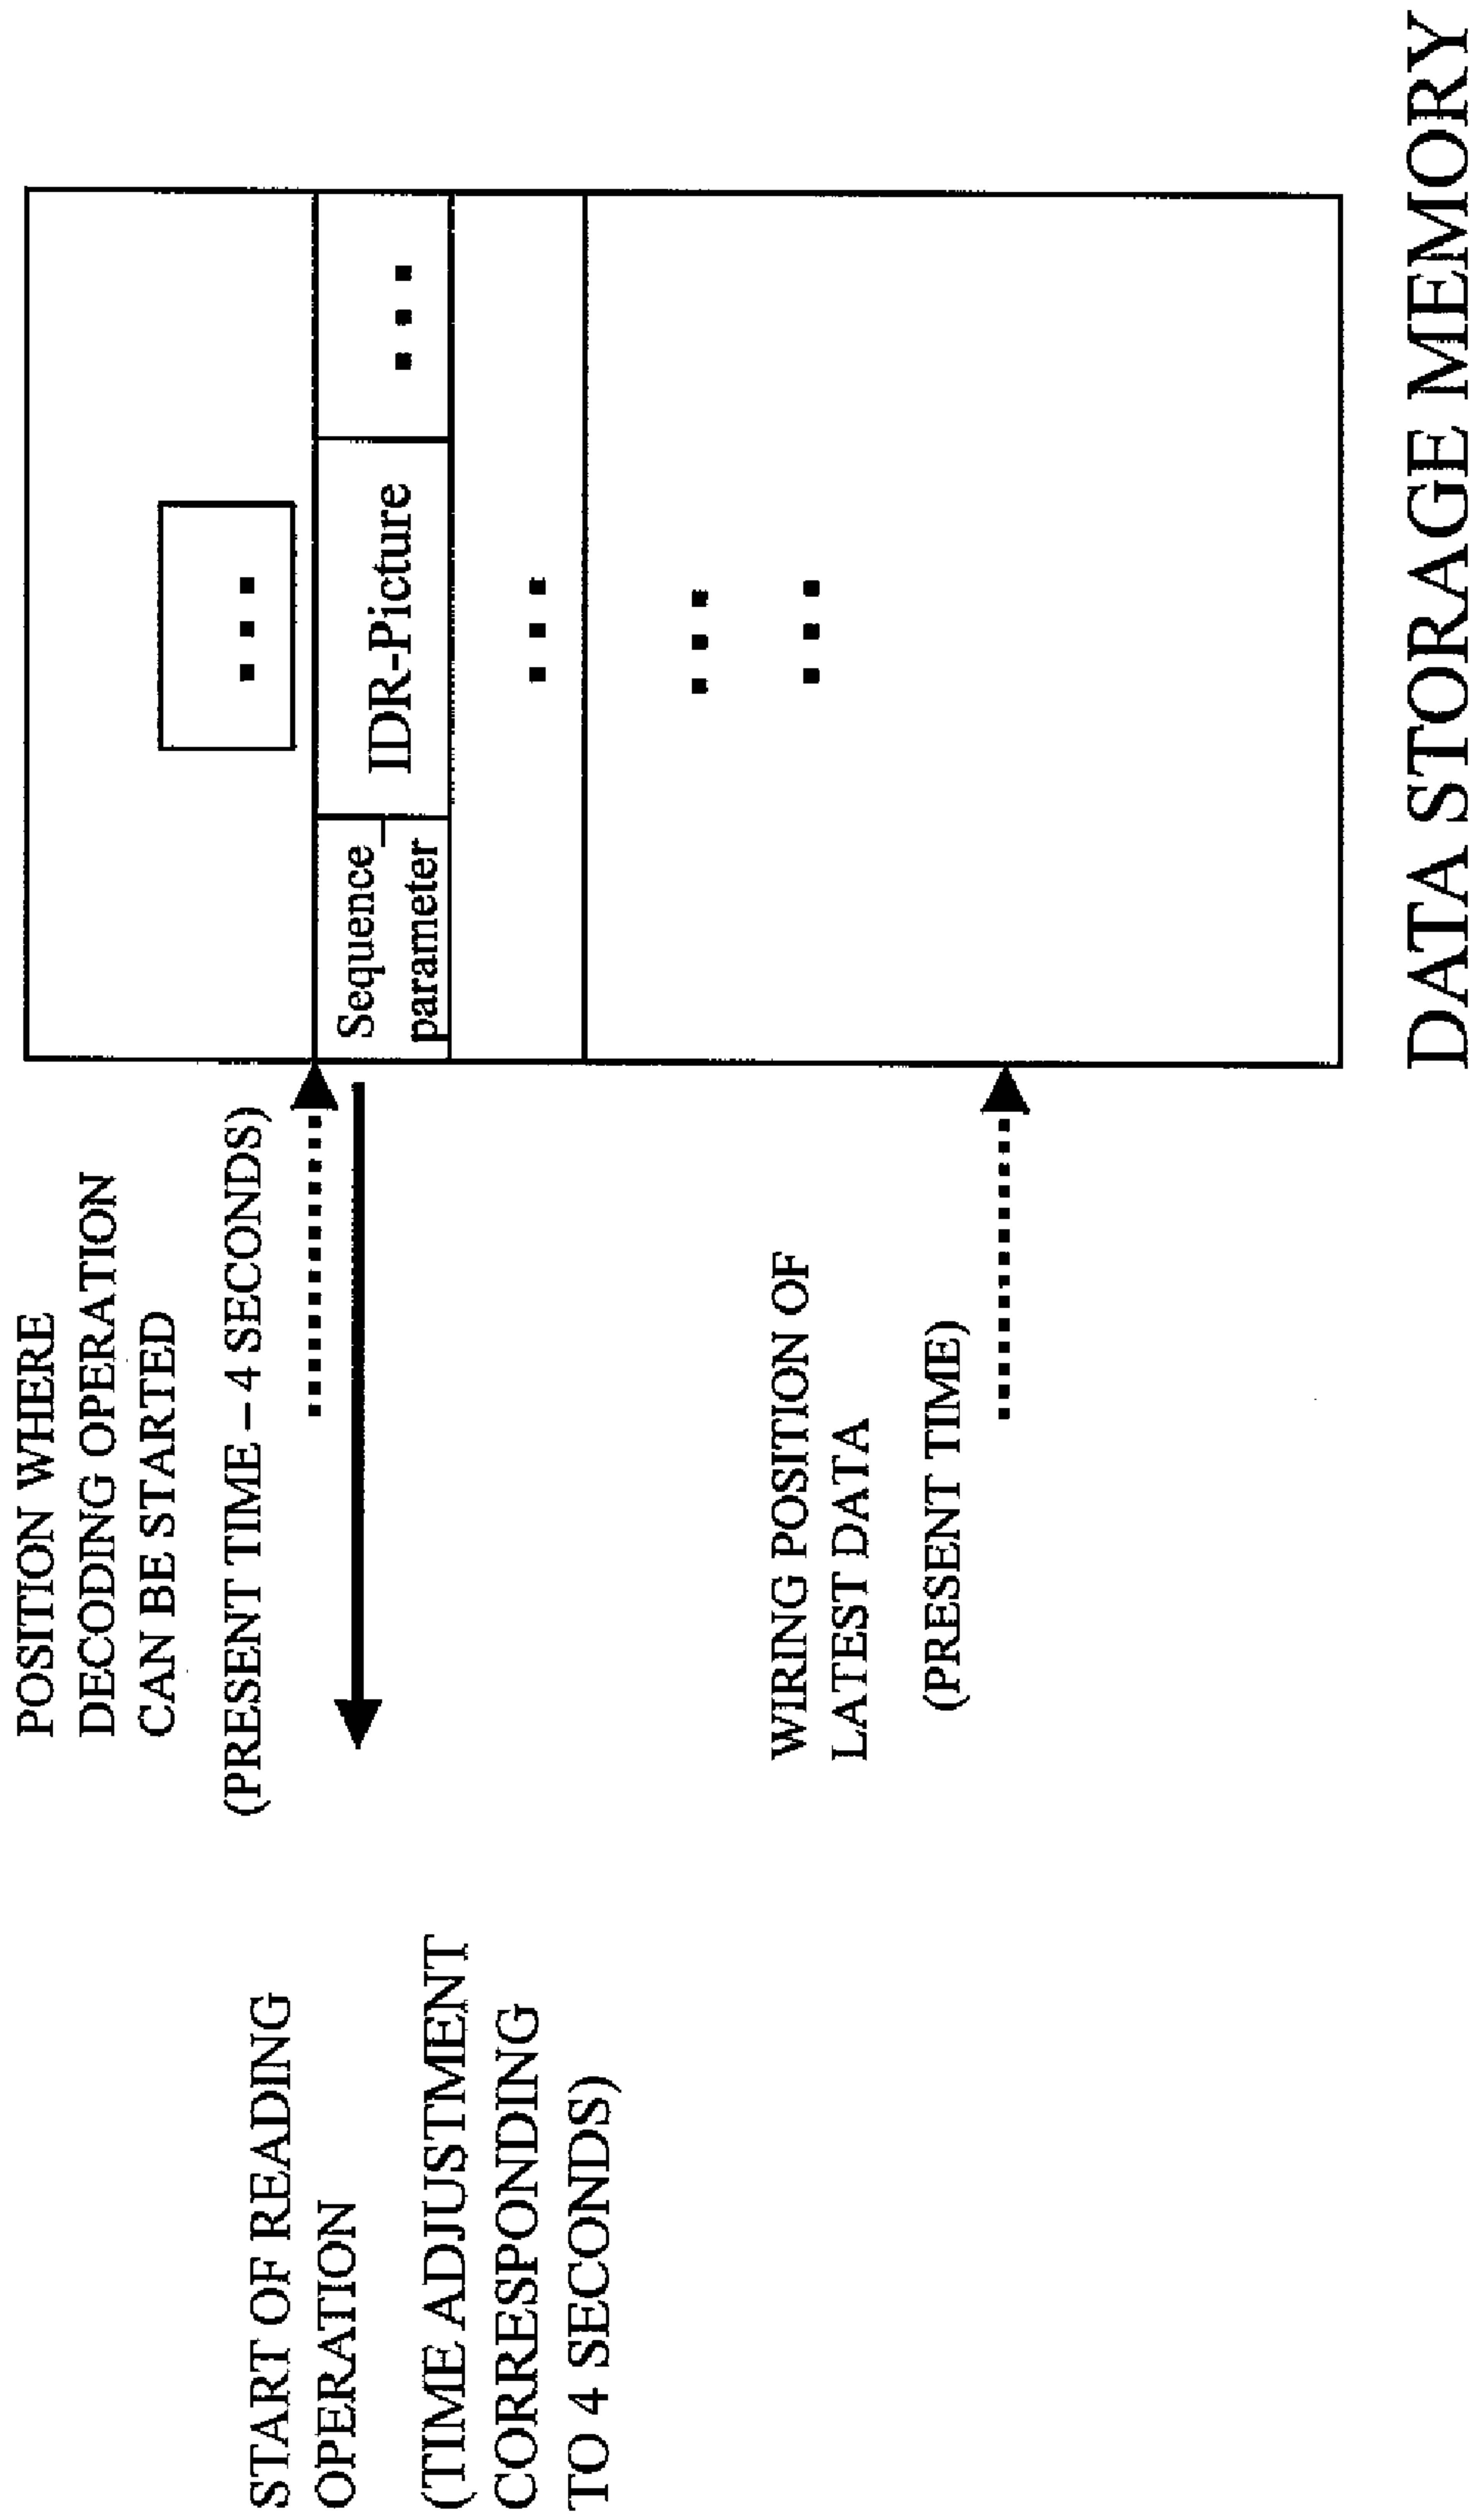 POSITION WHERE
DECODING OPERATION
CAN BE STARTED
(PRESENT TIME – 4 SECONDS)
START OF READING
OPERATION
(TIME ADJUSTMENT
CORRESPONDING
TO 4 SECONDS)
WIRING POSITION OF
LATEST DATA
(PRESENT TIME)
Sequence_
parameter
IDR-Picture
DATA STORAGE MEMORY